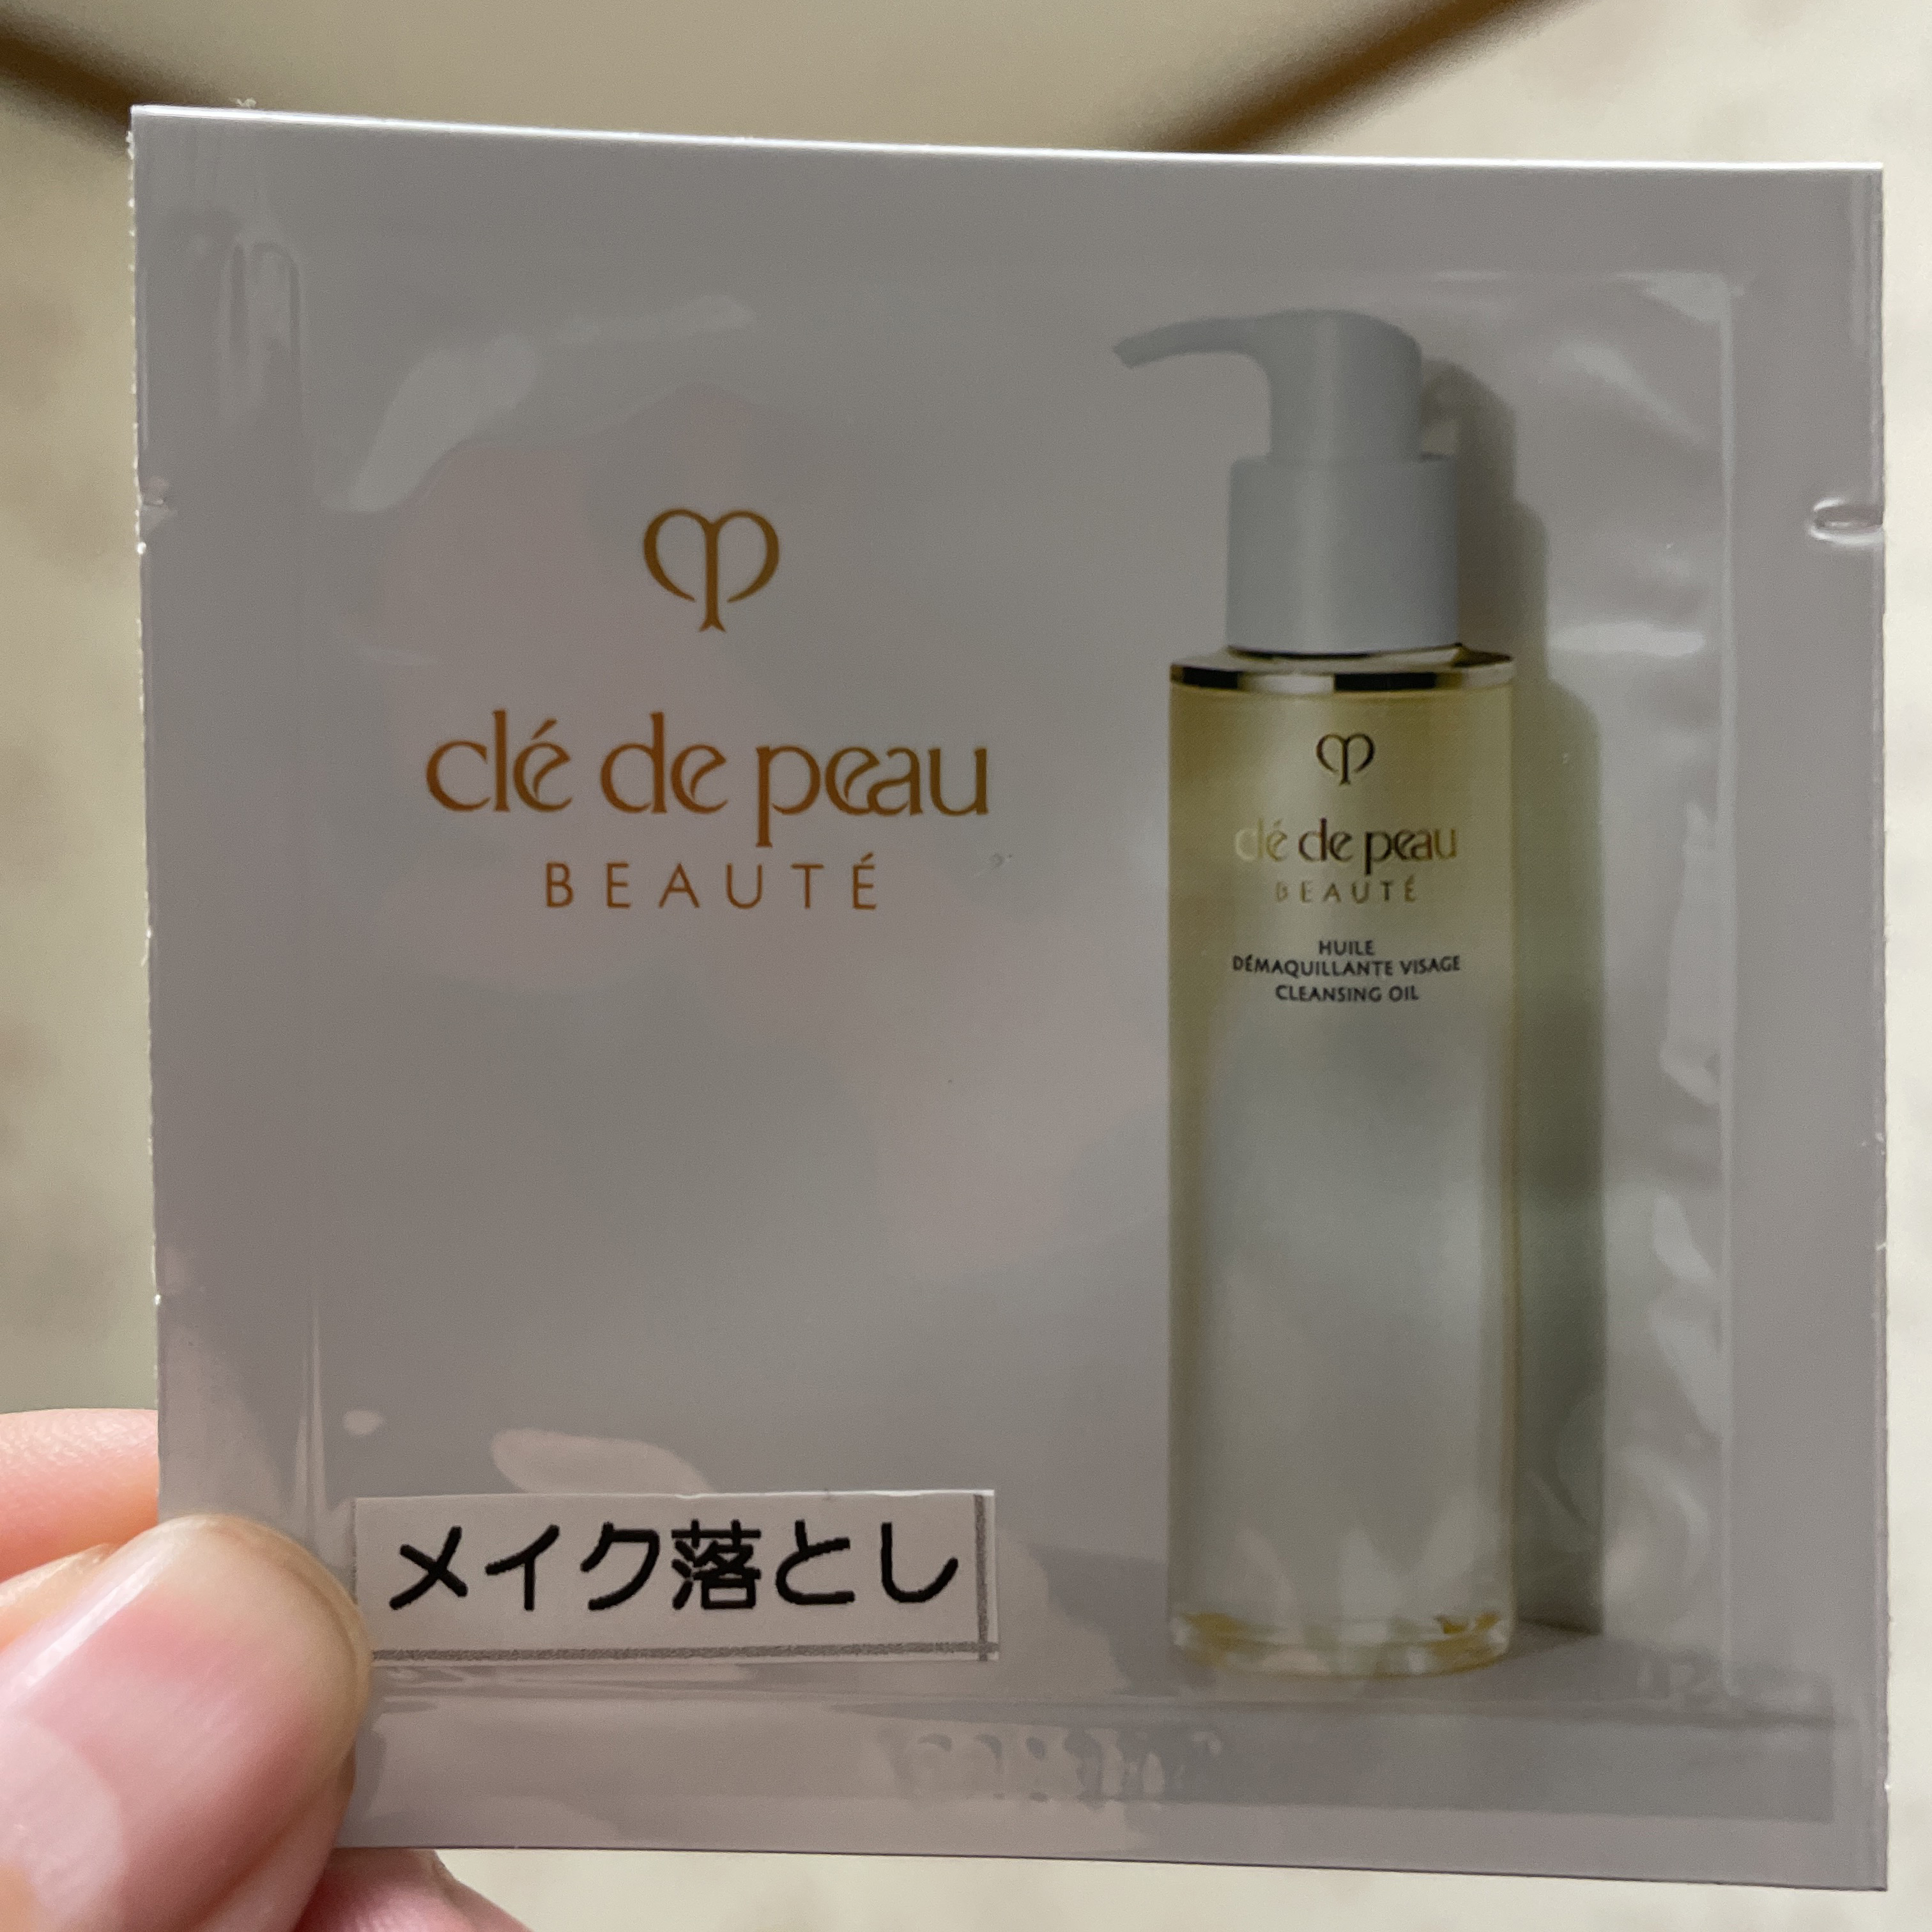 clé de peau
BEAUTÉ
clé de peau
BEAUTÉ
HUILE
DÉMAQUILLANTE VISAGE
CLEANSING OIL
メイク落とし